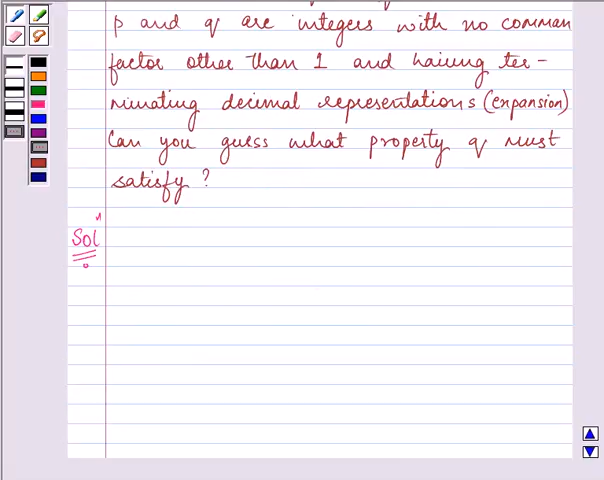 p and q are integers with no common
factor other than 1 and having ter-
minating decimal representations (expansion)
Can you guess what property q must
satisfy?
Solⁿ